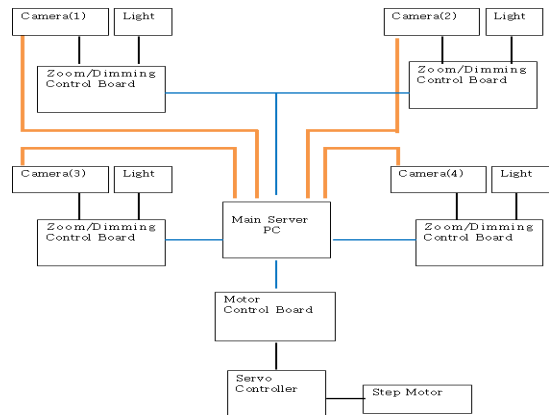 Camera(1)
Light
Camera(2)
Light
Zoom/Dimming
Control Board
Zoom/Dimming
Control Board
Camera(3)
Light
Camera(4)
Light
Zoom/Dimming
Control Board
Main Server
PC
Zoom/Dimming
Control Board
Motor
Control Board
Servo
Controller
Step Motor